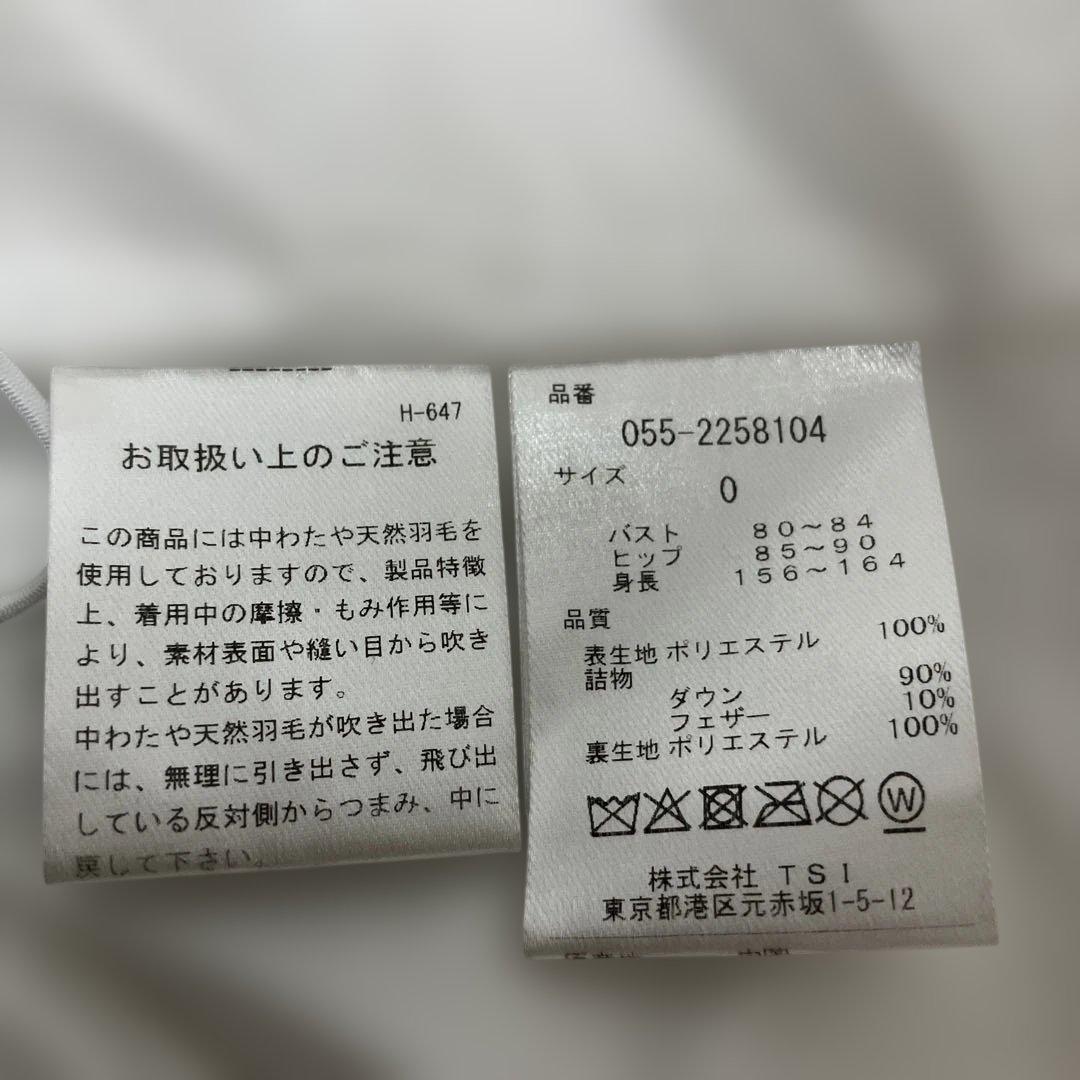 H-647
お取扱い上のご注意
この商品には中わたや天然羽毛を
使用しておりますので、製品特徴
上、着用中の摩擦・もみ作用等に
より、素材表面や縫い目から吹き
出すことがあります。
中わたや天然羽毛が吹き出た場合
には、無理に引き出さず、飛び出
している反対側からつまみ、中に
戻して下さい。
品番
055-2258104
サイズ
0
バスト 80〜84
ヒップ 85〜90
身長 156〜164
品質
表生地 ポリエステル 100%
詰物
ダウン 90%
フェザー 10%
裏生地 ポリエステル 100%
W
株式会社 TSI
東京都港区元赤坂1-5-12